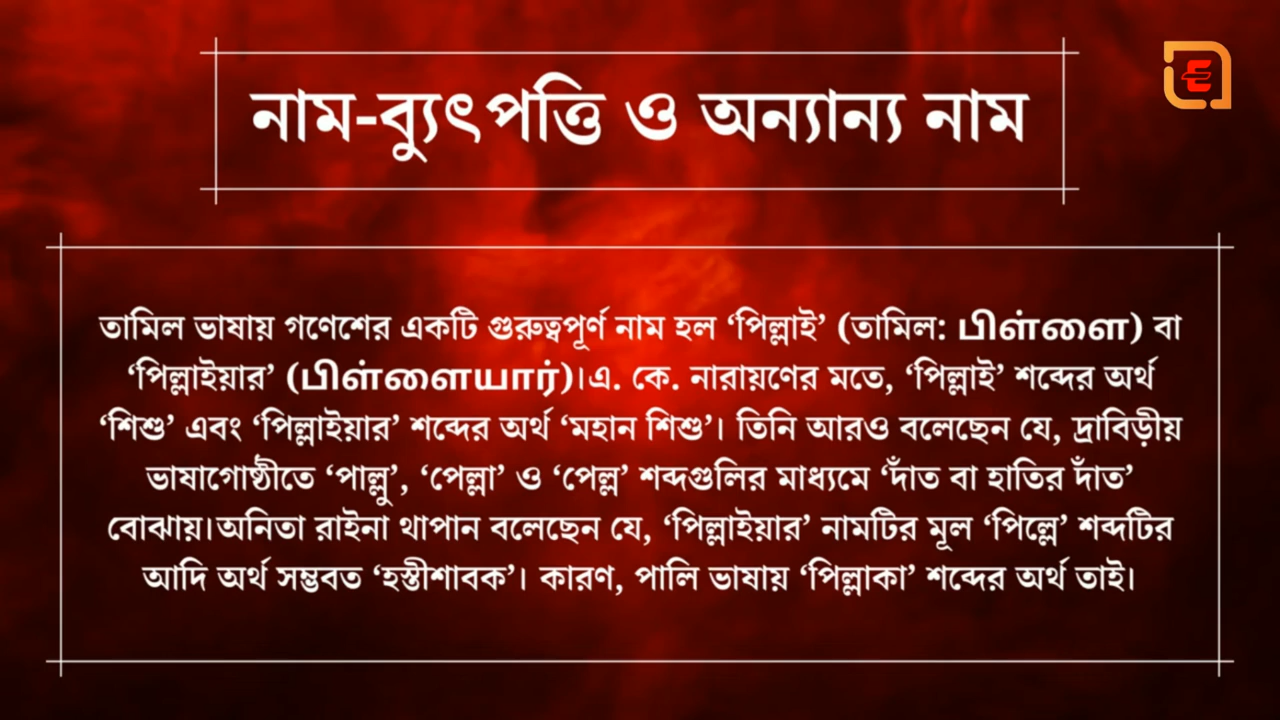 নাম-ব্যুৎপত্তি ও অন্যান্য নাম
E
তামিল ভাষায় গণেশের একটি গুরুত্বপূর্ণ নাম হল ‘পিল্লাই’ (তামিল: பிள்ளை) বা
‘পিল্লাইয়ার’ (பிள்ளையார்)।এ. কে. নারায়ণের মতে, ‘পিল্লাই’ শব্দের অর্থ
‘শিশু’ এবং ‘পিল্লাইয়ার’ শব্দের অর্থ ‘মহান শিশু’। তিনি আরও বলেছেন যে, দ্রাবিড়ীয়
ভাষাগোষ্ঠীতে ‘পাল্লু’, ‘পেল্লা’ ও ‘পেল্ল’ শব্দগুলির মাধ্যমে ‘দাঁত বা হাতির দাঁত’
বোঝায়।অনিতা রাইনা থাপান বলেছেন যে, ‘পিল্লাইয়ার’ নামটির মূল ‘পিল্লে’ শব্দটির
আদি অর্থ সম্ভবত ‘হস্তীশাবক’। কারণ, পালি ভাষায় ‘পিল্লাকা’ শব্দের অর্থ তাই।